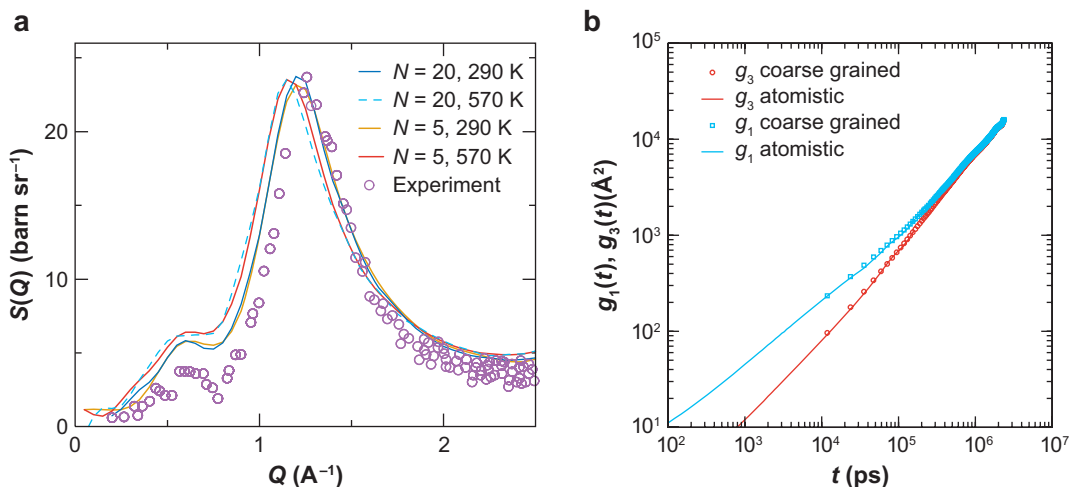 a
S(Q) (barn sr⁻¹)
20
10
0
0
1
2
Q (A⁻¹)
N = 20, 290 K
N = 20, 570 K
N = 5, 290 K
N = 5, 570 K
Experiment
b
g₁(t), g₃(t)(Å²)
10⁵
10⁴
10³
10²
10¹
10²
10³
10⁴
10⁵
10⁶
10⁷
t (ps)
g₃ coarse grained
g₃ atomistic
g₁ coarse grained
g₁ atomistic